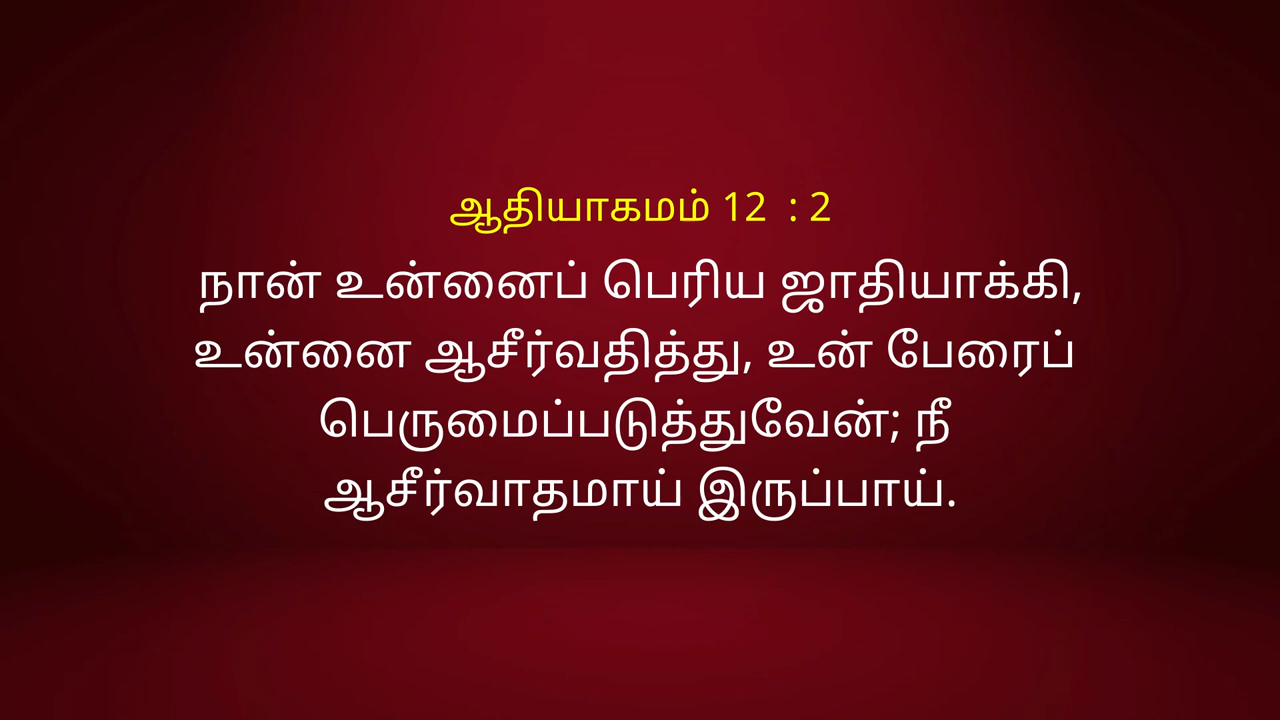 ஆதியாகமம் 12 : 2
நான் உன்னைப் பெரிய ஜாதியாக்கி,
உன்னை ஆசீர்வதித்து, உன் பேரைப்
பெருமைப்படுத்துவேன்; நீ
ஆசீர்வாதமாய் இருப்பாய்.